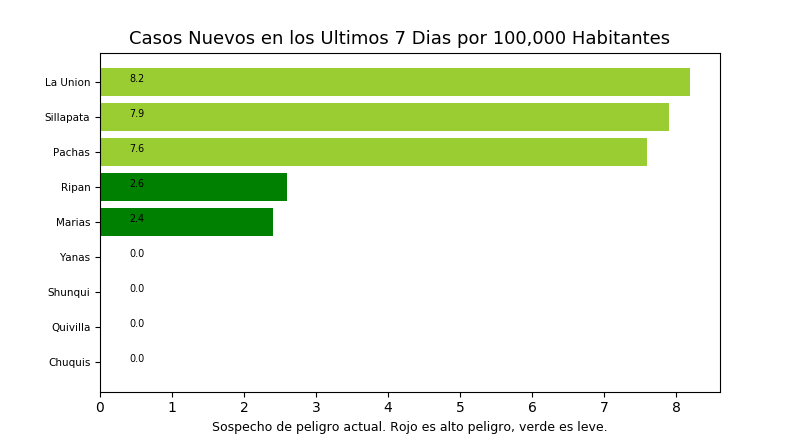 Casos Nuevos en los Ultimos 7 Dias por 100,000 Habitantes
La Union 8.2
Sillapata 7.9
Pachas 7.6
Ripan 2.6
Marias 2.4
Yanas 0.0
Shunqui 0.0
Quivilla 0.0
Chuquis 0.0
0 1 2 3 4 5 6 7 8
Sospecho de peligro actual. Rojo es alto peligro, verde es leve.